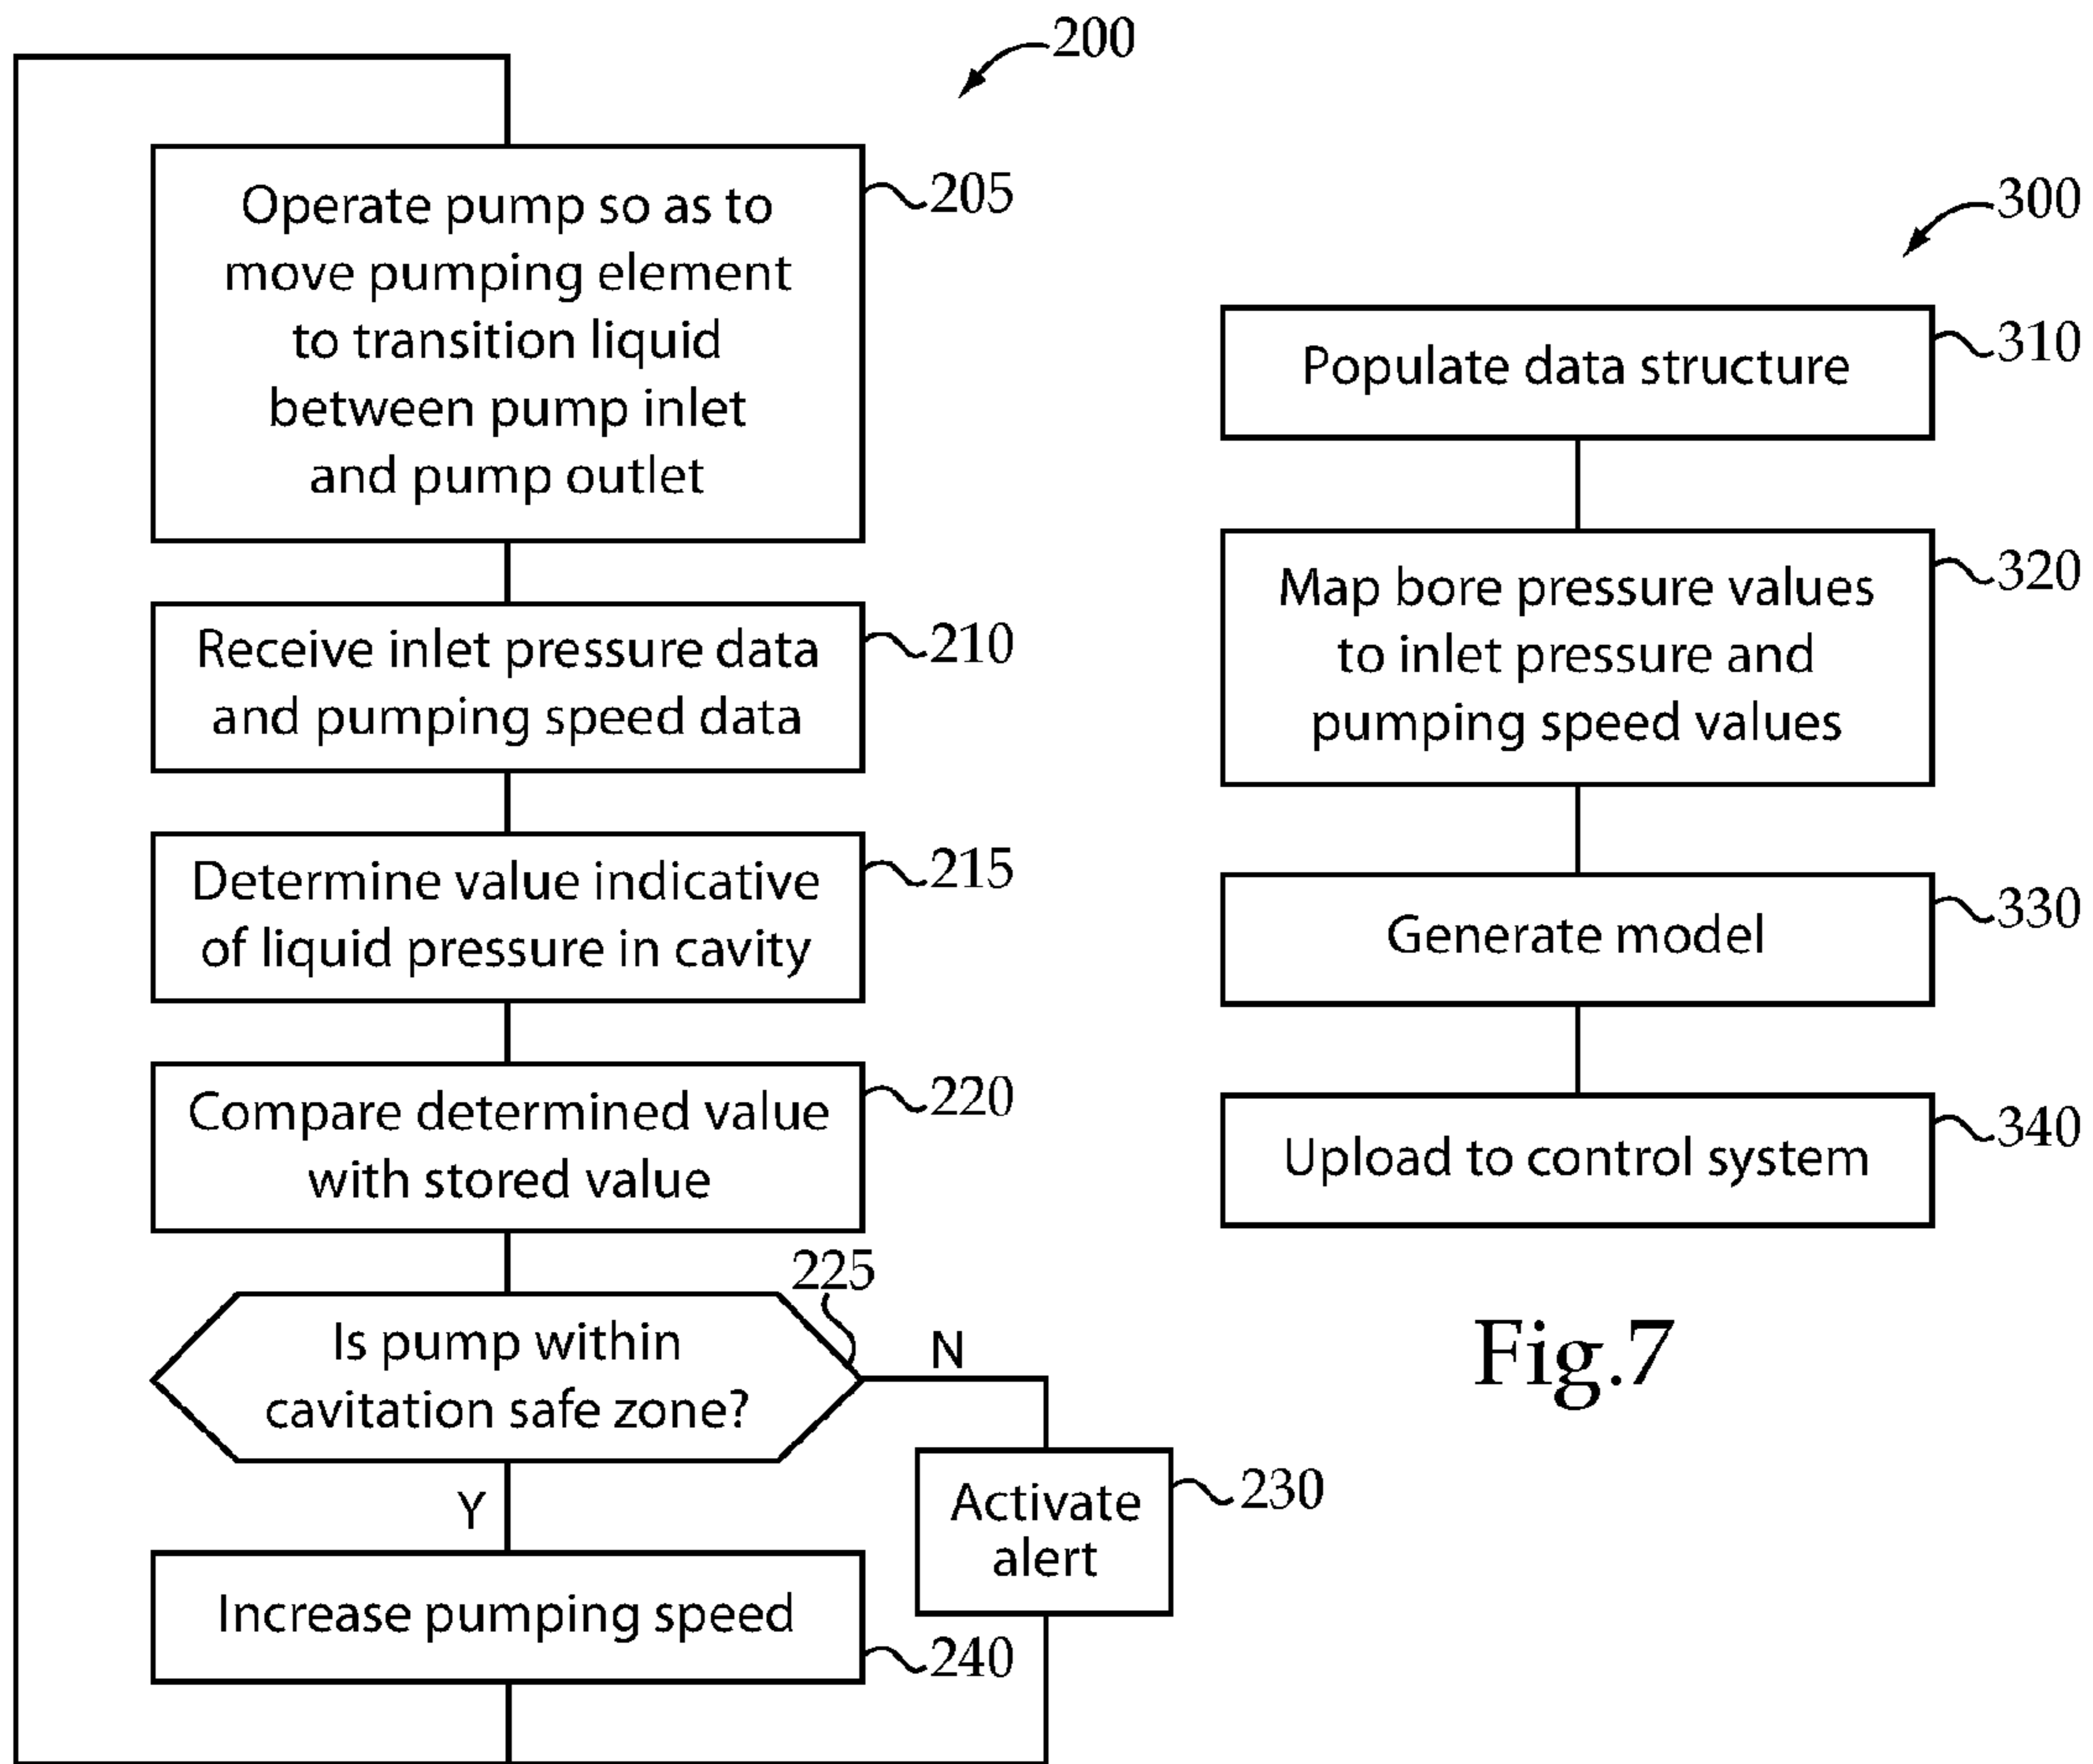 200
Operate pump so as to
move pumping element
to transition liquid
between pump inlet
and pump outlet
205
Receive inlet pressure data
and pumping speed data
210
Determine value indicative
of liquid pressure in cavity
215
Compare determined value
with stored value
220
225
Is pump within
cavitation safe zone?
N
Y
Activate
alert
230
Increase pumping speed
240
300
Populate data structure
310
Map bore pressure values
to inlet pressure and
pumping speed values
320
Generate model
330
Upload to control system
340
Fig.7